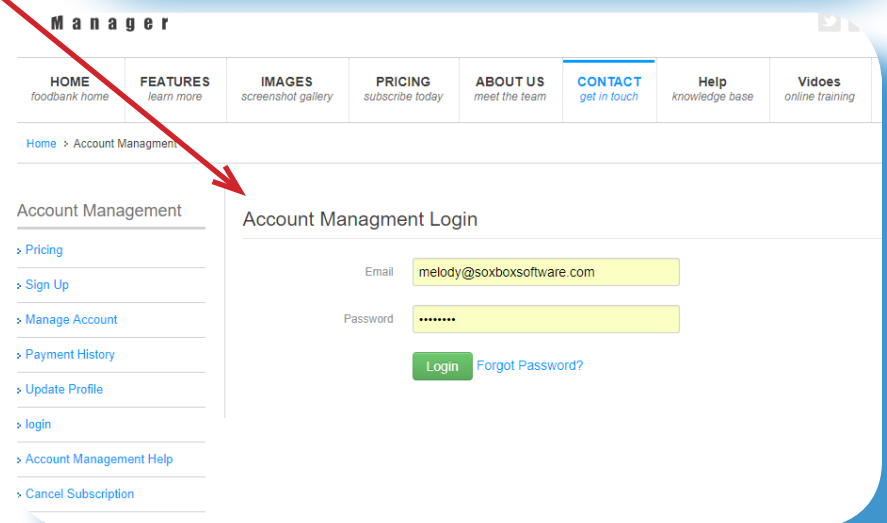 Manager
HOME FEATURES IMAGES PRICING ABOUT US CONTACT Help Vidoes
foodbank home learn more screenshot gallery subscribe today meet the team get in touch knowledge base online training
Home > Account Managment
Account Management
Account Managment Login
Pricing
Email melody@soxboxsoftware.com
Sign Up
Manage Account
Password ••••••••
Payment History
Login Forgot Password?
Update Profile
login
Account Management Help
Cancel Subscription